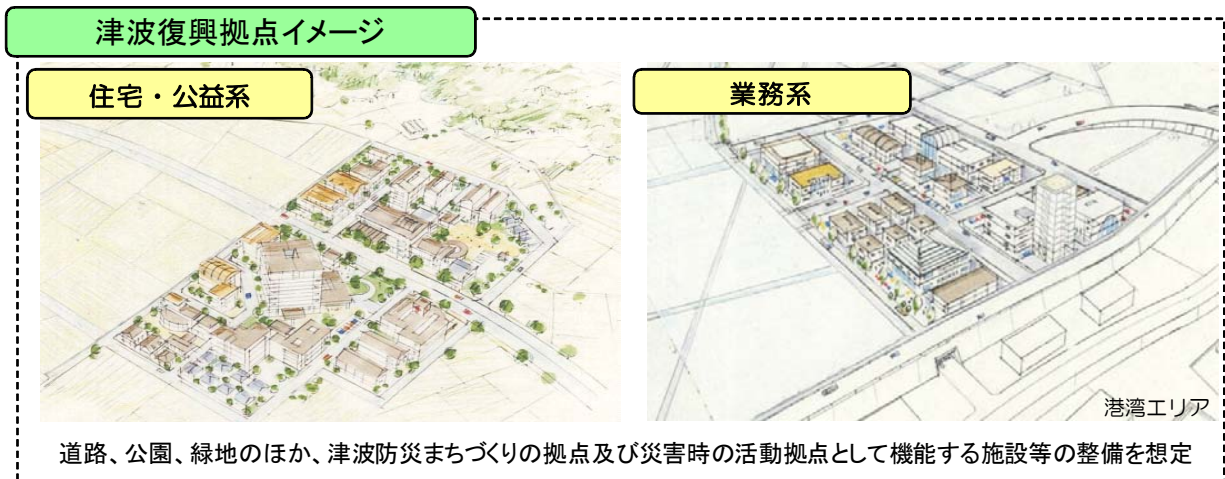 津波復興拠点イメージ
住宅・公益系
業務系
港湾エリア
道路、公園、緑地のほか、津波防災まちづくりの拠点及び災害時の活動拠点として機能する施設等の整備を想定